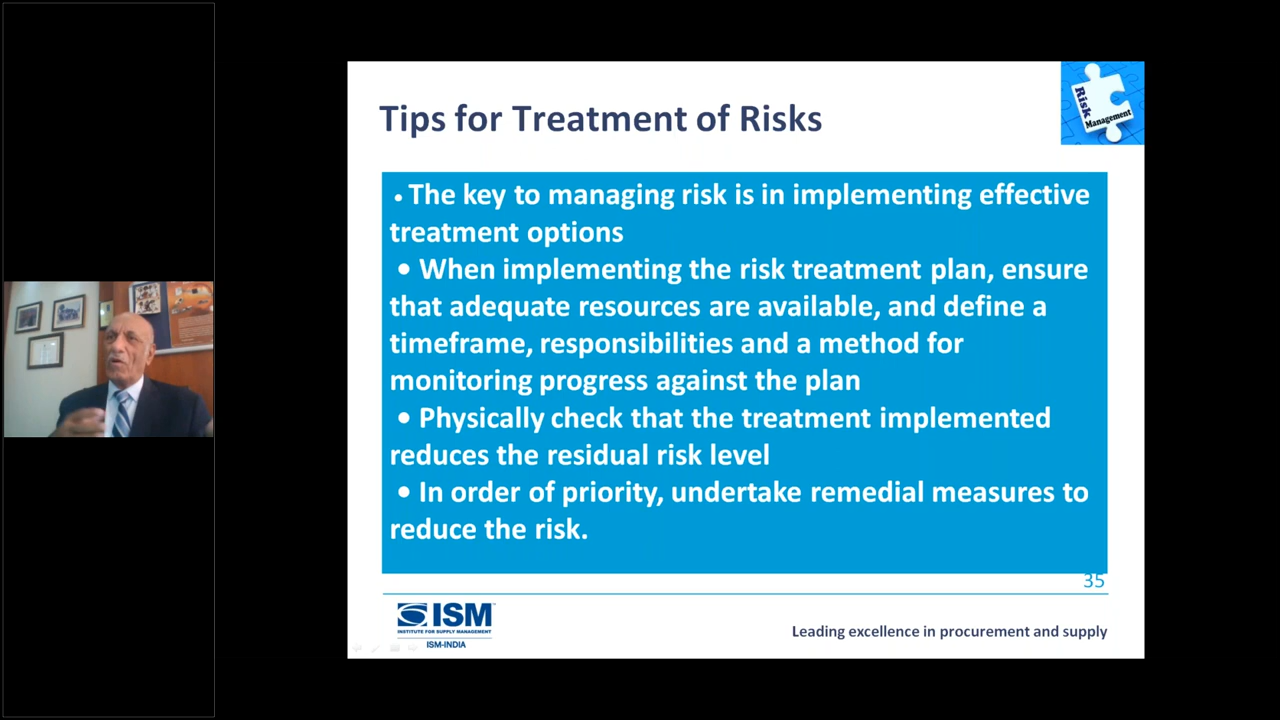 Tips for Treatment of Risks
Risk
Management
• The key to managing risk is in implementing effective
treatment options
• When implementing the risk treatment plan, ensure
that adequate resources are available, and define a
timeframe, responsibilities and a method for
monitoring progress against the plan
• Physically check that the treatment implemented
reduces the residual risk level
• In order of priority, undertake remedial measures to
reduce the risk.
35
ISM
INSTITUTE FOR SUPPLY MANAGEMENT
ISM-INDIA
Leading excellence in procurement and supply